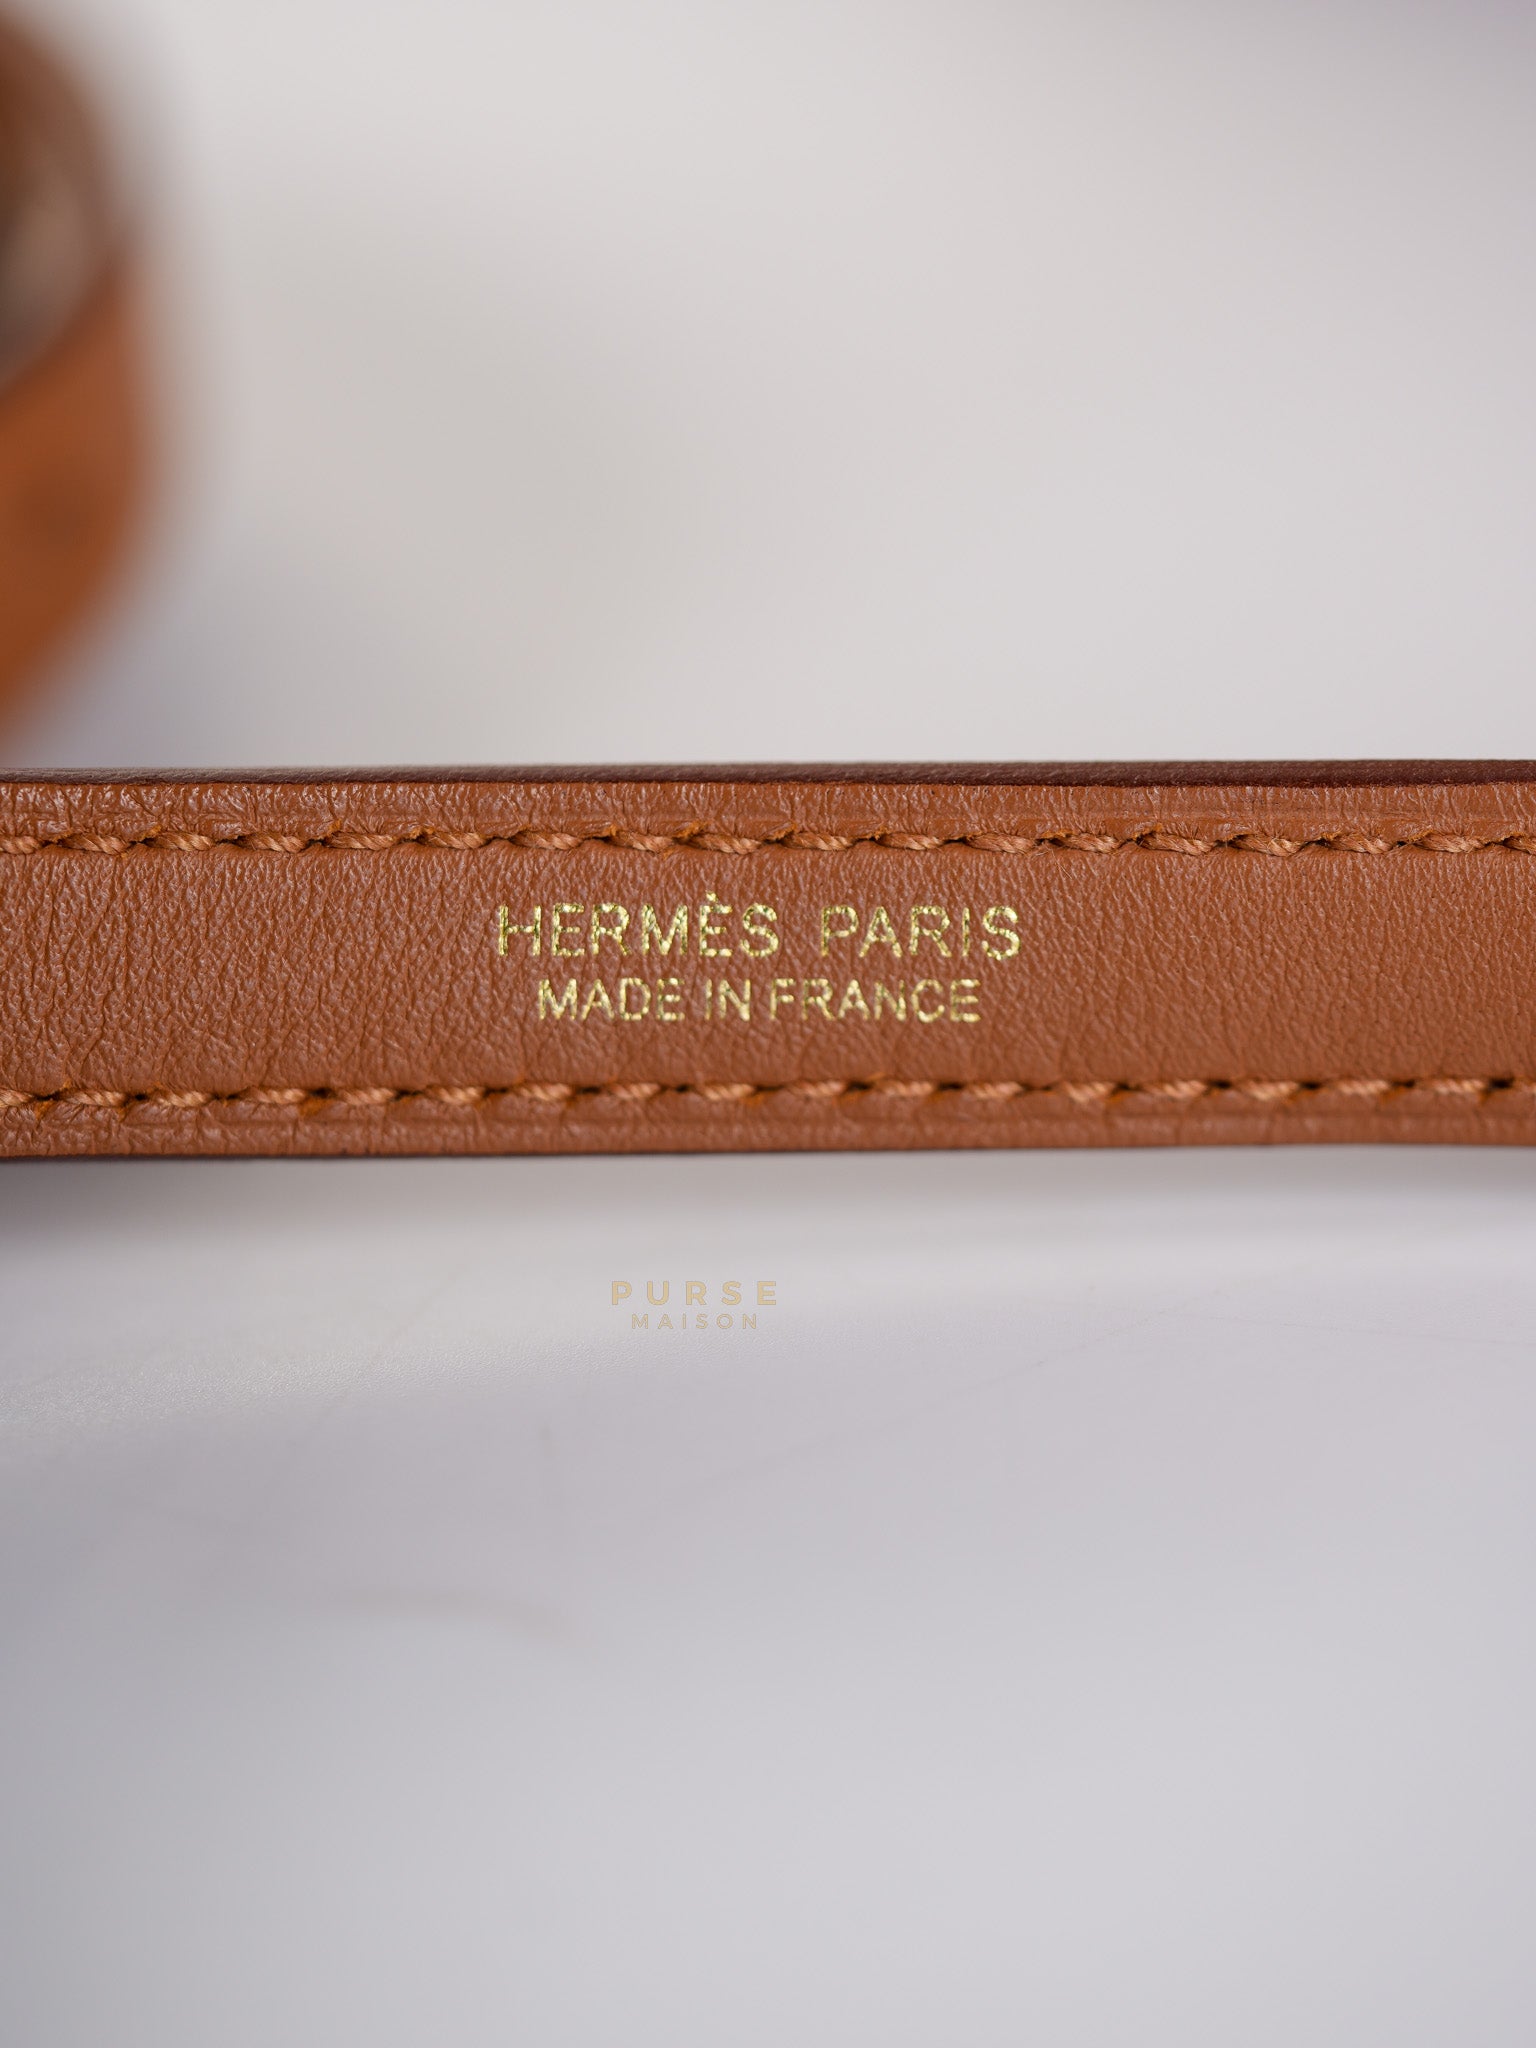 HERMÈS PARIS
MADE IN FRANCE
PURSE
MAISON